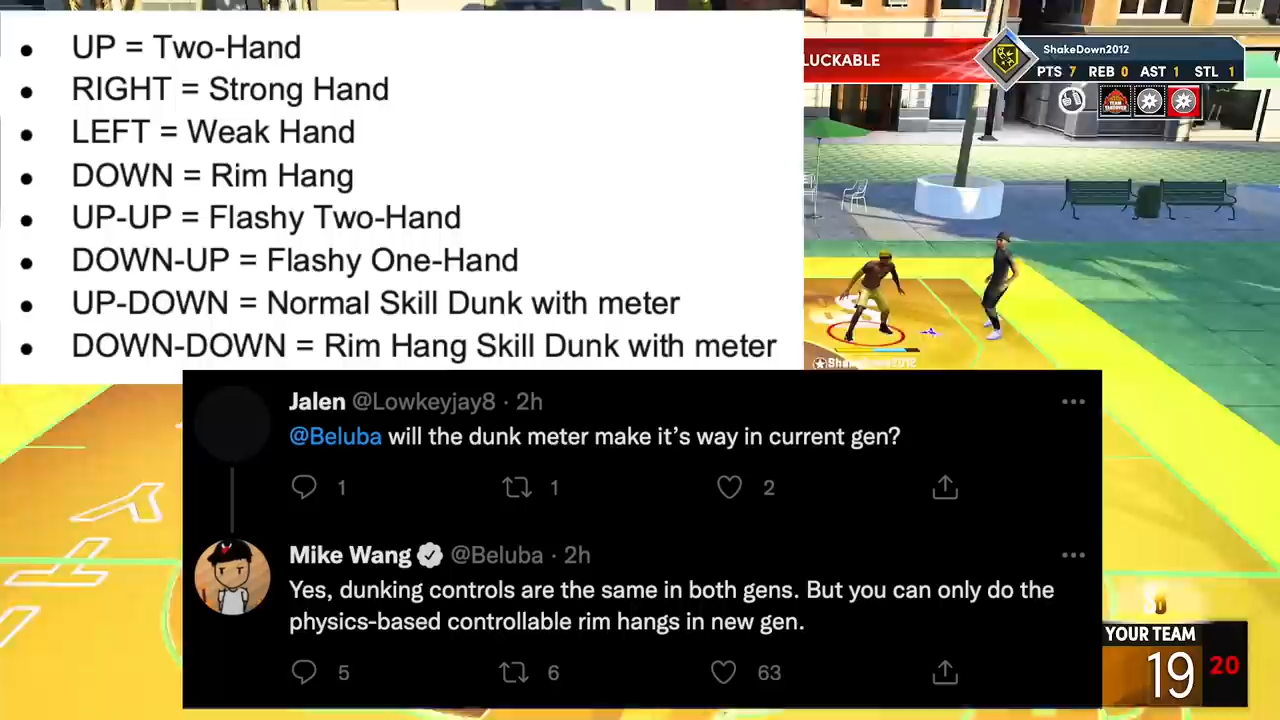 • UP = Two-Hand
• RIGHT = Strong Hand
• LEFT = Weak Hand
• DOWN = Rim Hang
• UP-UP = Flashy Two-Hand
• DOWN-UP = Flashy One-Hand
• UP-DOWN = Normal Skill Dunk with meter
• DOWN-DOWN = Rim Hang Skill Dunk with meter
LUCKABLE
ShakeDown2012
PTS 7 REB 0 AST 1 STL 1
ShakeDown2012
Jalen @Lowkeyjay8 · 2h
@Beluba will the dunk meter make it’s way in current gen?
1 1 2
Mike Wang @Beluba · 2h
Yes, dunking controls are the same in both gens. But you can only do the
physics-based controllable rim hangs in new gen.
5 6 63
YOUR TEAM
19 20